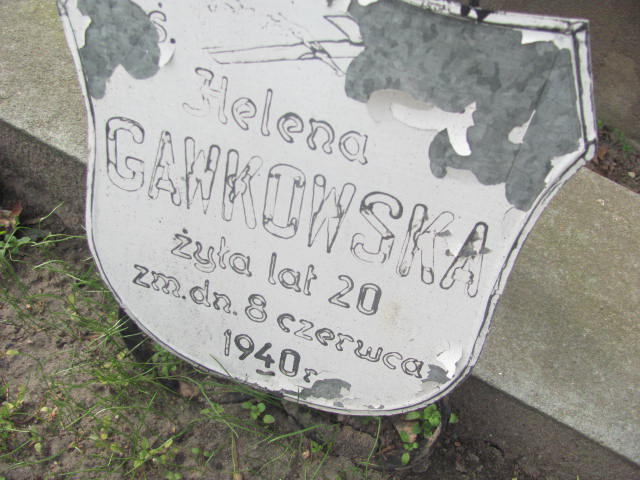 Ś.
Helena
GAWKOWSKA
żyła lat 20
zm. dn. 8 czerwca
1940 r